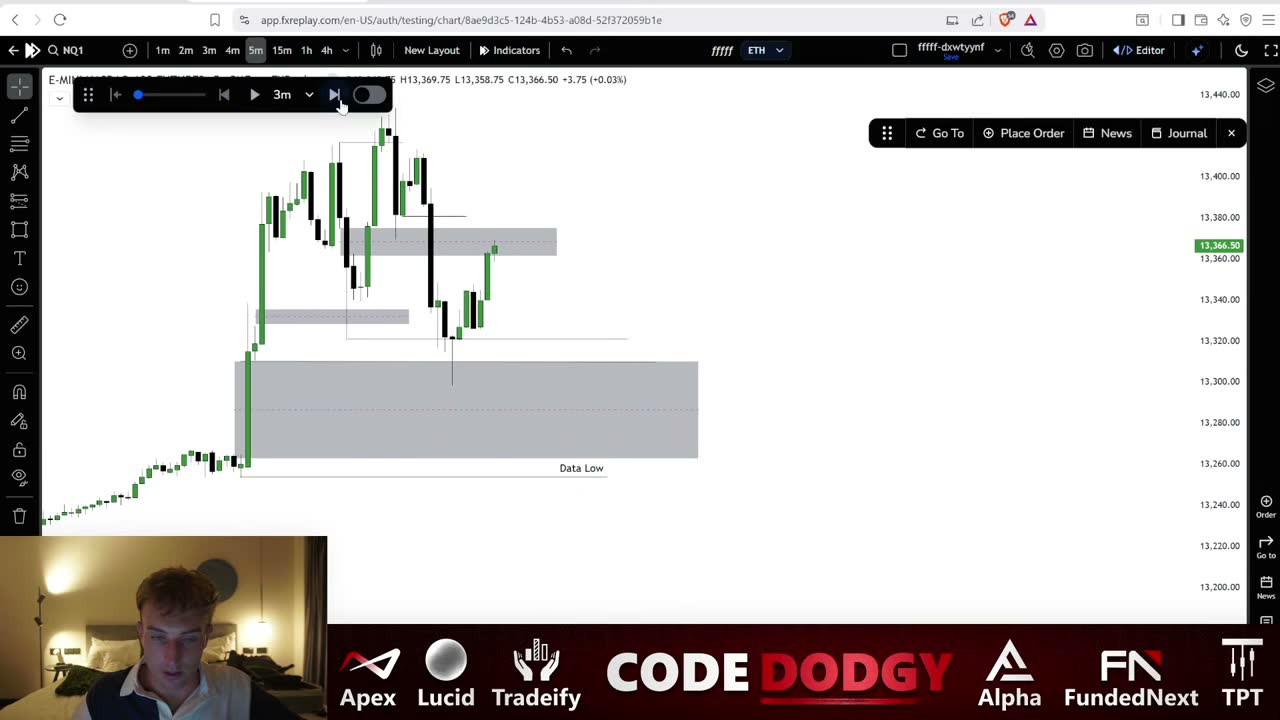 app.fxreplay.com/en-US/auth/testing/chart/8ae9d3c5-124b-4b53-a08d-52f372059b1e
NQ1
1m 2m 3m 4m 5m 15m 1h 4h
New Layout
Indicators
fffff
ETH
fffff-dxwtyynf
Save
Editor
H13,369.75 L13,358.75 C13,366.50 +3.75 (+0.03%)
3m
Go To
Place Order
News
Journal
13,440.00
13,400.00
13,380.00
13,366.50
13,360.00
13,340.00
13,320.00
13,300.00
13,280.00
13,260.00
13,240.00
13,220.00
13,200.00
Data Low
Order
Go to
News
CODE DODGY
Apex
Lucid
Tradeify
Alpha
FN
FundedNext
TPT